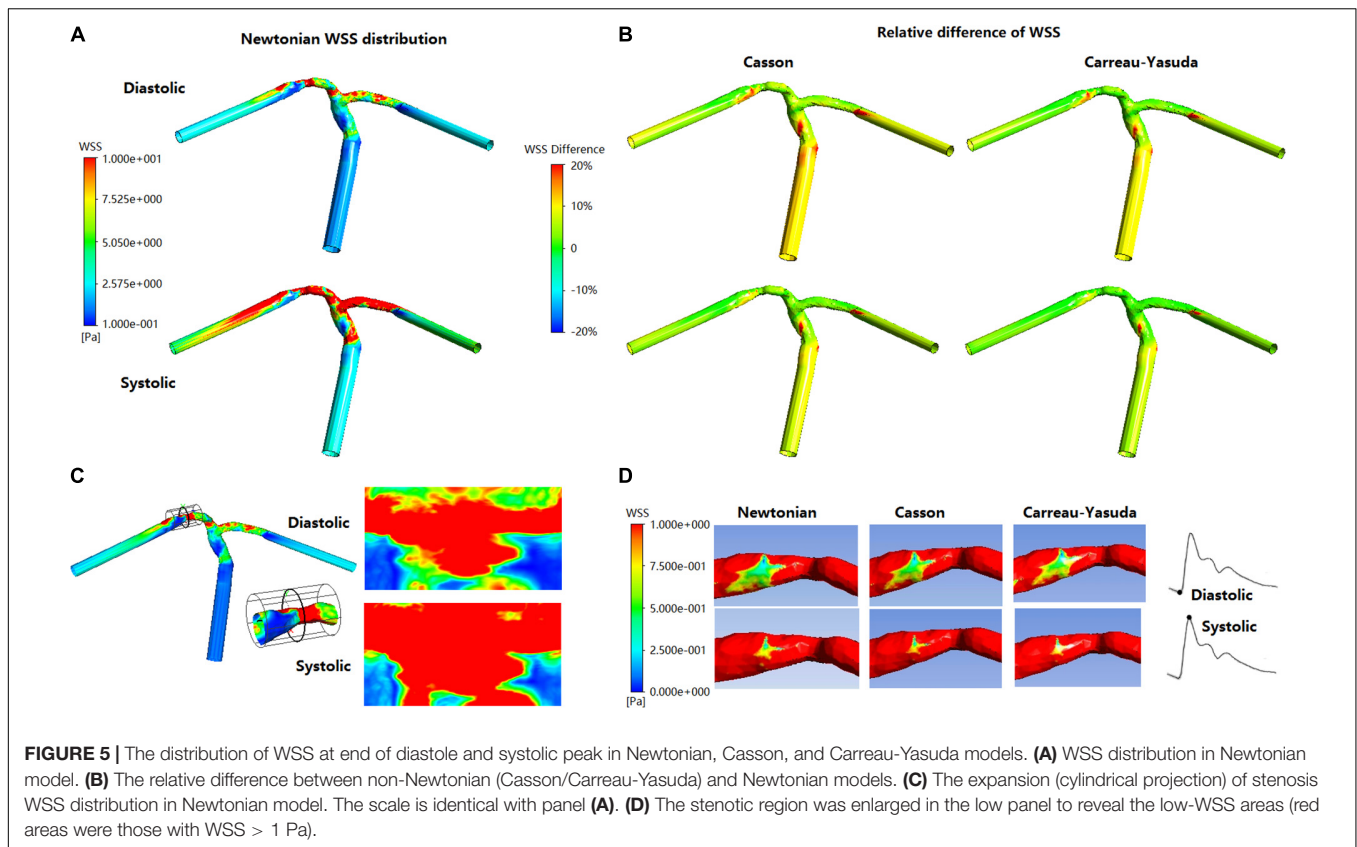 A
Newtonian WSS distribution
Diastolic
WSS
1.000e+001
7.525e+000
5.050e+000
2.575e+000
1.000e-001
[Pa]
Systolic
WSS Difference
20%
10%
0
-10%
-20%
B
Relative difference of WSS
Casson
Carreau-Yasuda
C
Diastolic
Systolic
D
WSS
1.000e+000
7.500e-001
5.000e-001
2.500e-001
0.000e+000
[Pa]
Newtonian
Casson
Carreau-Yasuda
Diastolic
Systolic
FIGURE 5 | The distribution of WSS at end of diastole and systolic peak in Newtonian, Casson, and Carreau-Yasuda models. (A) WSS distribution in Newtonian
model. (B) The relative difference between non-Newtonian (Casson/Carreau-Yasuda) and Newtonian models. (C) The expansion (cylindrical projection) of stenosis
WSS distribution in Newtonian model. The scale is identical with panel (A). (D) The stenotic region was enlarged in the low panel to reveal the low-WSS areas (red
areas were those with WSS > 1 Pa).